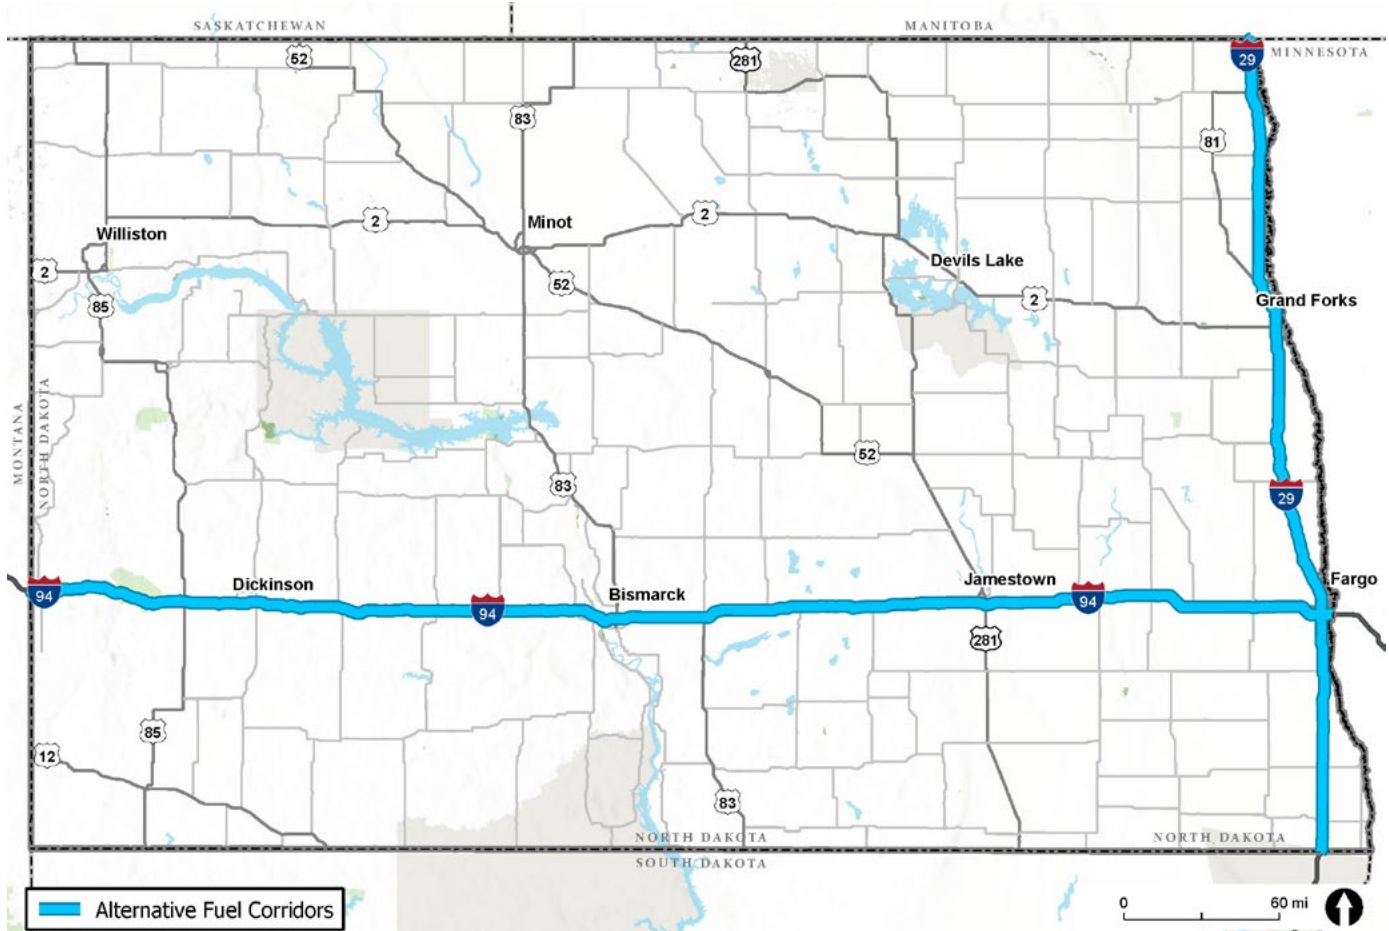 SASKATCHEWAN
MANITOBA
MINNESOTA
52
281
29
83
81
2
2
Minot
Williston
2
Devils Lake
52
2
85
Grand Forks
MONTANA
NORTH DAKOTA
52
83
29
Dickinson
Bismarck
Jamestown
Fargo
94
94
94
281
85
12
83
NORTH DAKOTA
NORTH DAKOTA
SOUTH DAKOTA
Alternative Fuel Corridors
0
60 mi